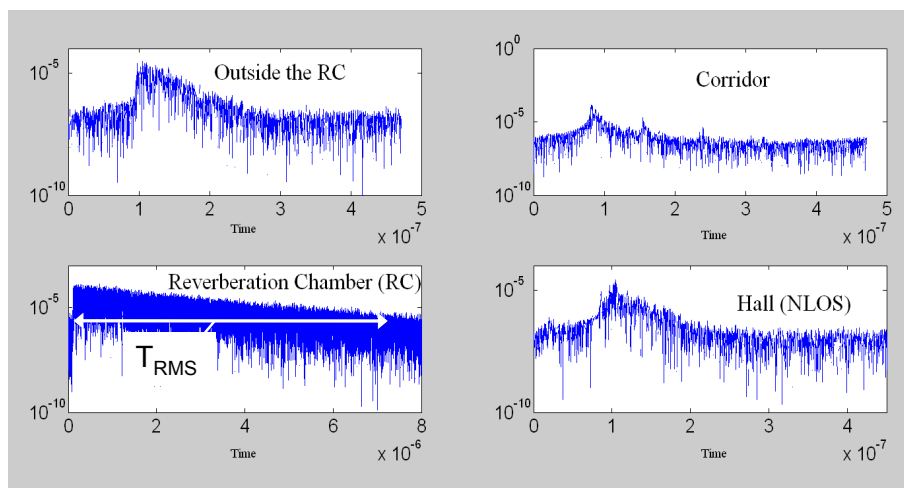 Outside the RC
10^-5
10^-10
0 1 2 3 4 5
Time
x 10^-7
Corridor
10^0
10^-5
10^-10
0 1 2 3 4 5
Time
x 10^-7
Reverberation Chamber (RC)
10^-5
T_RMS
10^-10
0 2 4 6 8
Time
x 10^-6
Hall (NLOS)
10^-5
10^-10
0 1 2 3 4
Time
x 10^-7